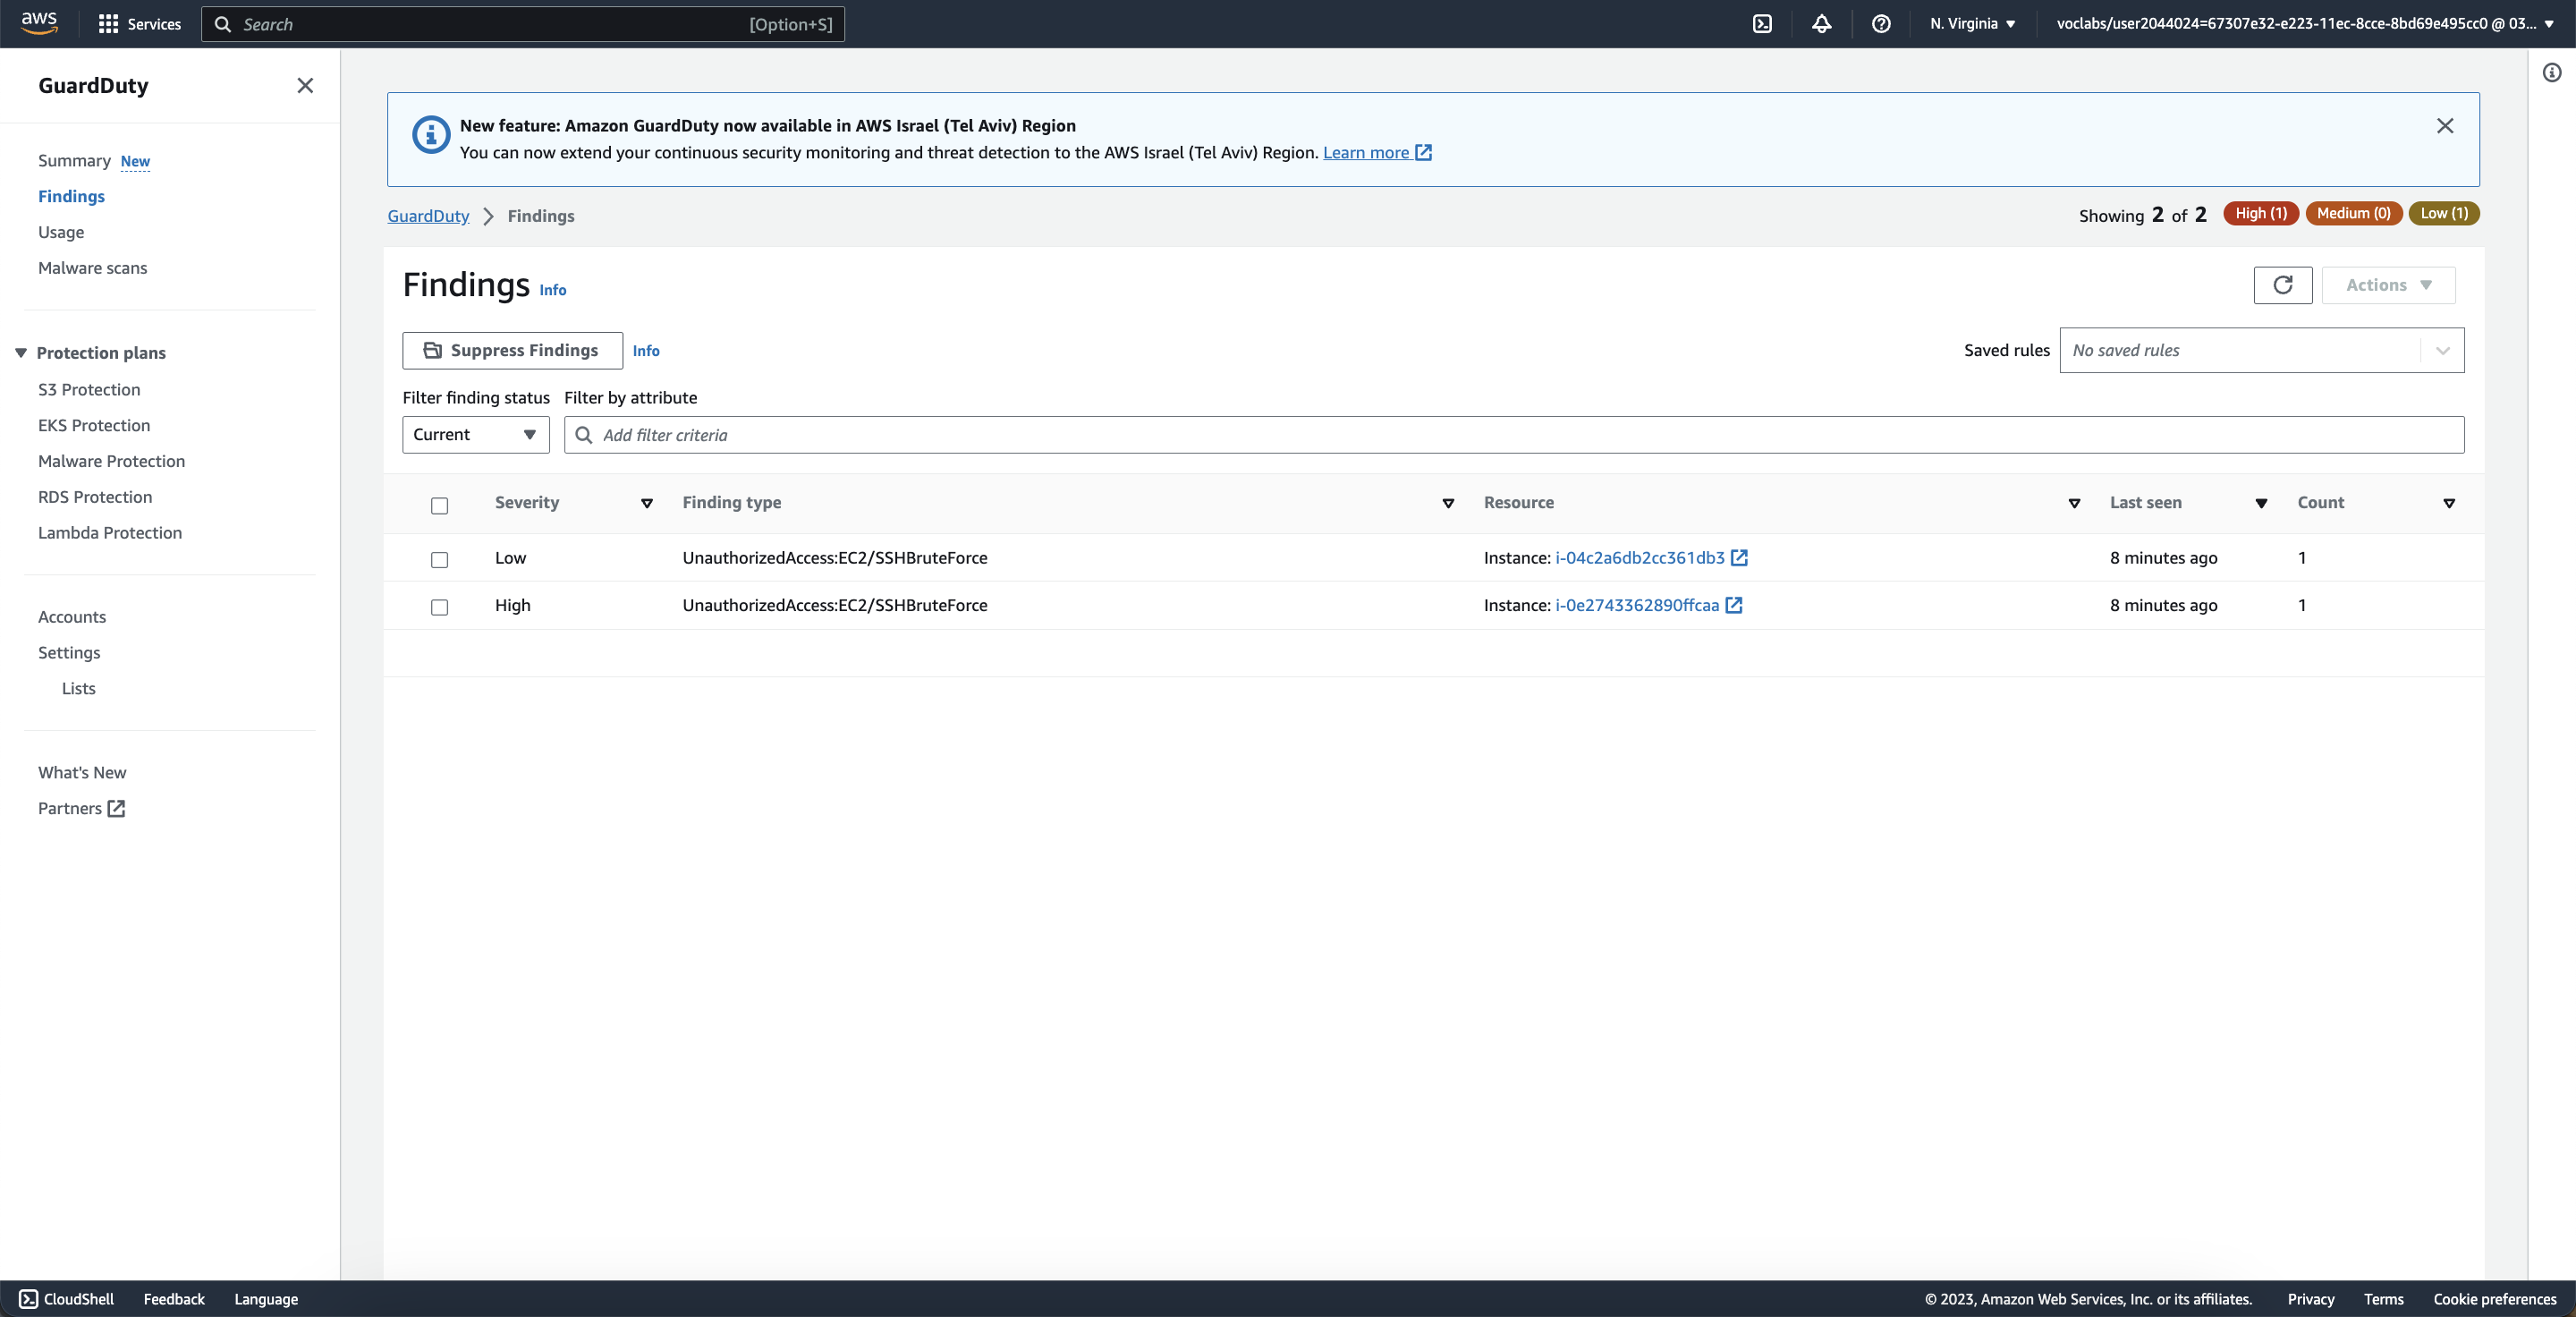 aws Services Search [Option+S] N. Virginia ▼ voclabs/user2044024=67307e32-e223-11ec-8cce-8bd69e495cc0 @ 03... ▼
GuardDuty
Summary New
Findings
Usage
Malware scans
Protection plans
S3 Protection
EKS Protection
Malware Protection
RDS Protection
Lambda Protection
Accounts
Settings
Lists
What's New
Partners
New feature: Amazon GuardDuty now available in AWS Israel (Tel Aviv) Region
You can now extend your continuous security monitoring and threat detection to the AWS Israel (Tel Aviv) Region. Learn more
GuardDuty > Findings
Showing 2 of 2 High (1) Medium (0) Low (1)
Findings Info
Actions
Suppress Findings Info
Saved rules No saved rules
Filter finding status Filter by attribute
Current Add filter criteria
Severity Finding type Resource Last seen Count
Low UnauthorizedAccess:EC2/SSHBruteForce Instance: i-04c2a6db2cc361db3 8 minutes ago 1
High UnauthorizedAccess:EC2/SSHBruteForce Instance: i-0e2743362890ffcaa 8 minutes ago 1
CloudShell Feedback Language © 2023, Amazon Web Services, Inc. or its affiliates. Privacy Terms Cookie preferences